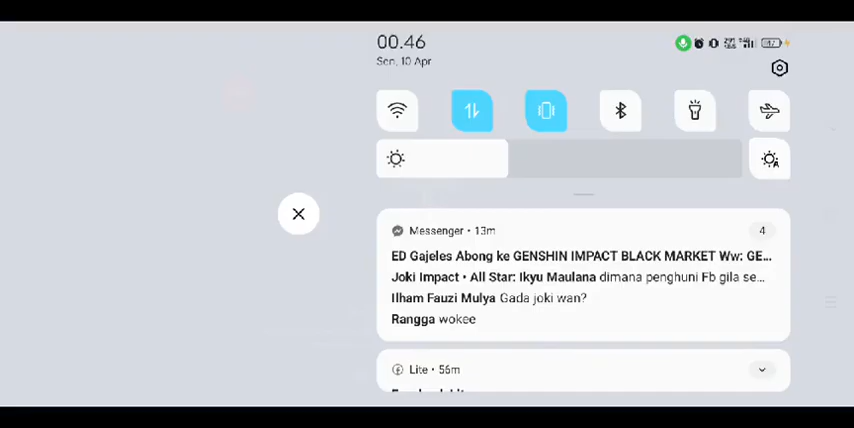 00.46
Sen, 10 Apr
Messenger • 13m
4
ED Gajeles Abong ke GENSHIN IMPACT BLACK MARKET Ww: GE...
Joki Impact • All Star: Ikyu Maulana dimana penghuni Fb gila se...
Ilham Fauzi Mulya Gada joki wan?
Rangga wokee
Lite • 56m